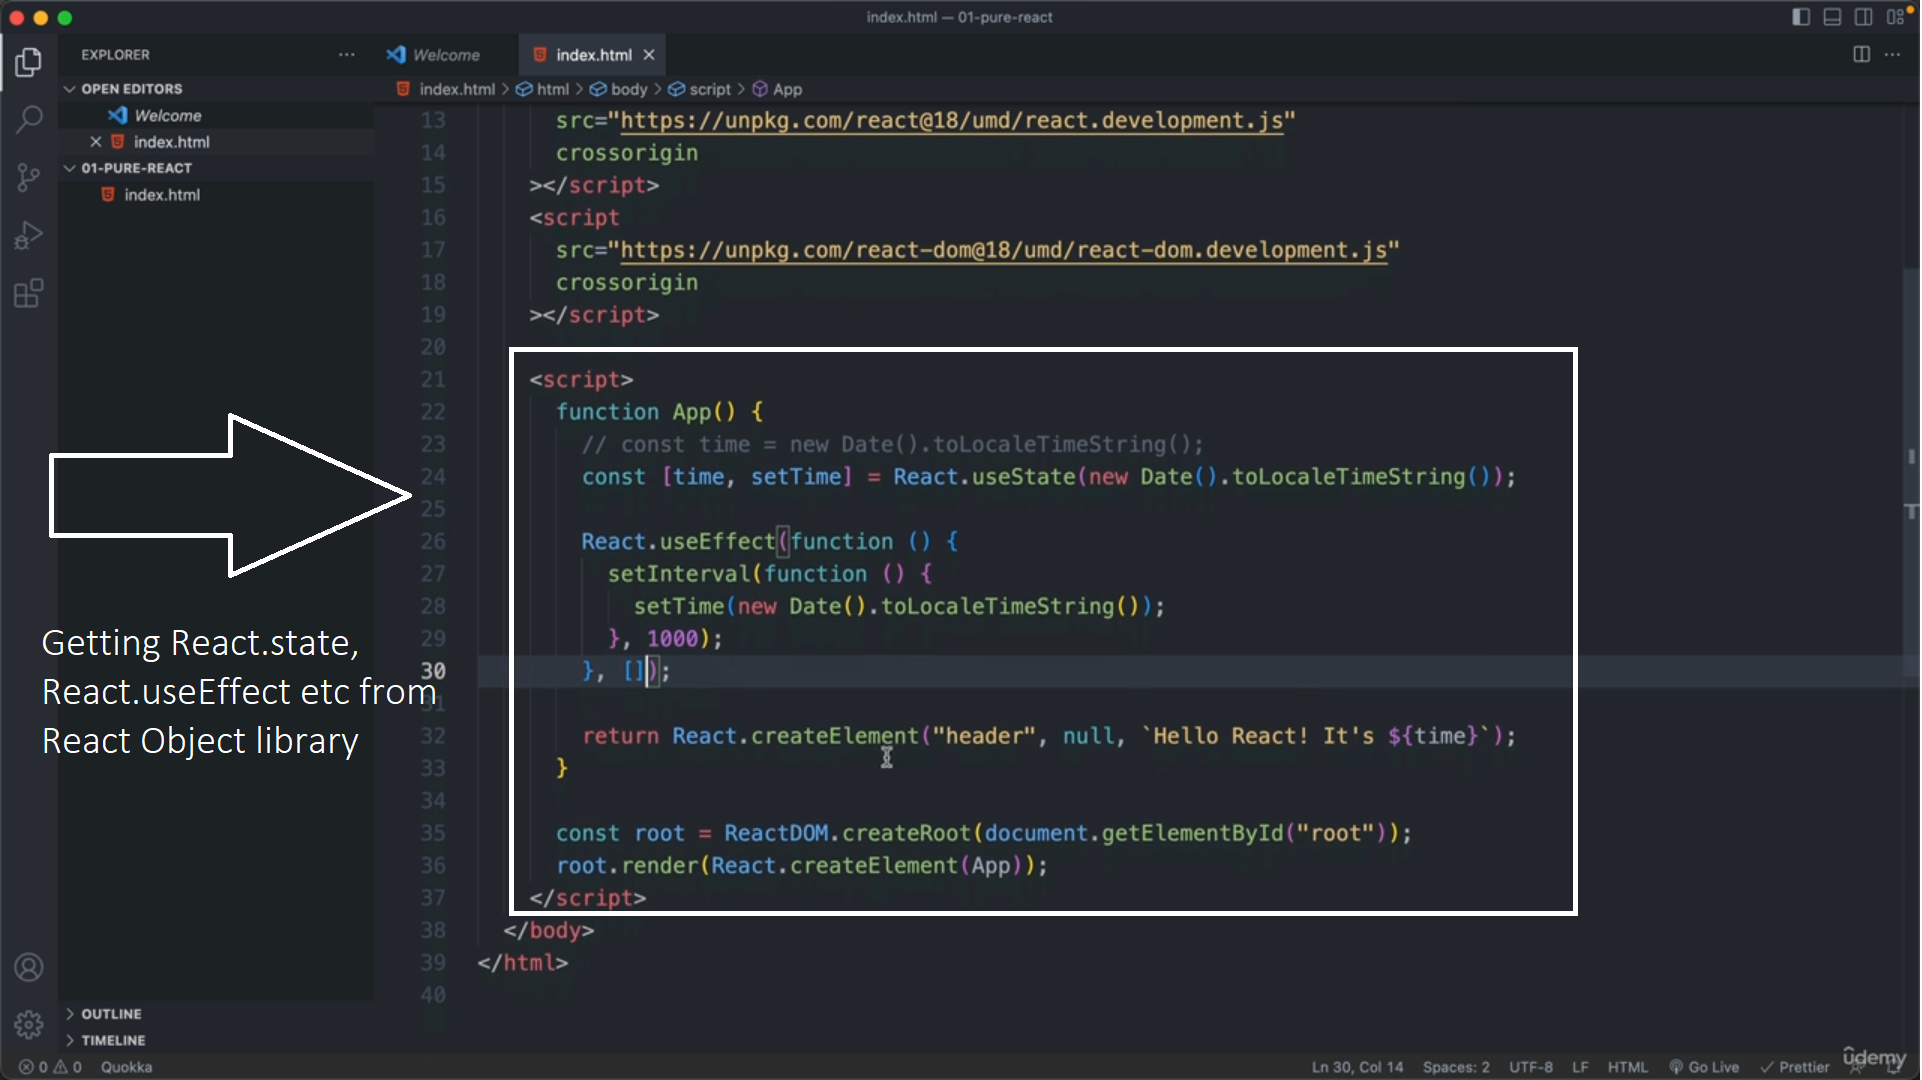 index.html — 01-pure-react
EXPLORER
Welcome
index.html
OPEN EDITORS
Welcome
index.html
01-PURE-REACT
index.html
index.html > html > body > script > App
13 src="https://unpkg.com/react@18/umd/react.development.js"
14 crossorigin
15 ></script>
16 <script
17 src="https://unpkg.com/react-dom@18/umd/react-dom.development.js"
18 crossorigin
19 ></script>
20
21 <script>
22 function App() {
23 // const time = new Date().toLocaleTimeString();
24 const [time, setTime] = React.useState(new Date().toLocaleTimeString());
25
26 React.useEffect(function () {
27 setInterval(function () {
28 setTime(new Date().toLocaleTimeString());
29 }, 1000);
30 }, []);
31
32 return React.createElement("header", null, `Hello React! It's ${time}`);
33 }
34
35 const root = ReactDOM.createRoot(document.getElementById("root"));
36 root.render(React.createElement(App));
37 </script>
38 </body>
39 </html>
40
Getting React.state,
React.useEffect etc from
React Object library
OUTLINE
TIMELINE
0 0 Quokka
Ln 30, Col 14 Spaces: 2 UTF-8 LF HTML Go Live Prettier
ûdemy